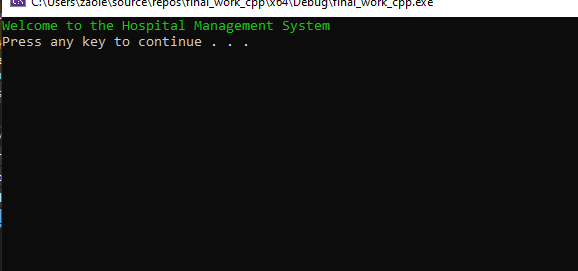 C:\Users\zaole\source\repos\final_work_cpp\x64\Debug\final_work_cpp.exe
Welcome to the Hospital Management System
Press any key to continue . . .